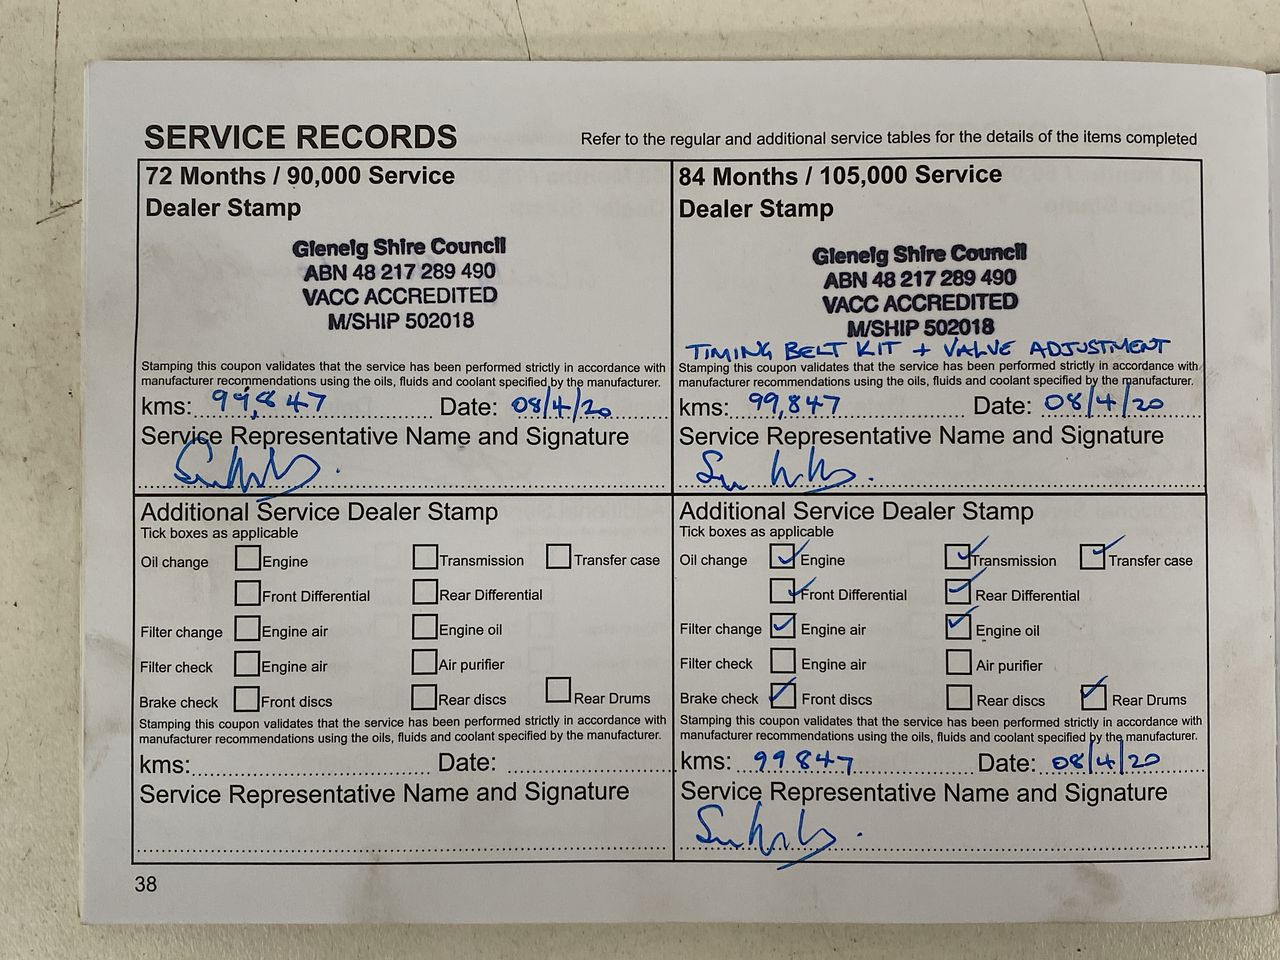 SERVICE RECORDS
Refer to the regular and additional service tables for the details of the items completed
72 Months / 90,000 Service
Dealer Stamp
Glenelg Shire Council
ABN 48 217 289 490
VACC ACCREDITED
M/SHIP 502018
Stamping this coupon validates that the service has been performed strictly in accordance with
manufacturer recommendations using the oils, fluids and coolant specified by the manufacturer.
kms: 99,847 Date: 08/4/20
Service Representative Name and Signature
Additional Service Dealer Stamp
Tick boxes as applicable
Oil change Engine Transmission Transfer case
Front Differential Rear Differential
Filter change Engine air Engine oil
Filter check Engine air Air purifier
Brake check Front discs Rear discs Rear Drums
Stamping this coupon validates that the service has been performed strictly in accordance with
manufacturer recommendations using the oils, fluids and coolant specified by the manufacturer.
kms: Date:
Service Representative Name and Signature
84 Months / 105,000 Service
Dealer Stamp
Glenelg Shire Council
ABN 48 217 289 490
VACC ACCREDITED
M/SHIP 502018
TIMING BELT KIT + VALVE ADJUSTMENT
Stamping this coupon validates that the service has been performed strictly in accordance with
manufacturer recommendations using the oils, fluids and coolant specified by the manufacturer.
kms: 99,847 Date: 08/4/20
Service Representative Name and Signature
Additional Service Dealer Stamp
Tick boxes as applicable
Oil change Engine Transmission Transfer case
Front Differential Rear Differential
Filter change Engine air Engine oil
Filter check Engine air Air purifier
Brake check Front discs Rear discs Rear Drums
Stamping this coupon validates that the service has been performed strictly in accordance with
manufacturer recommendations using the oils, fluids and coolant specified by the manufacturer.
kms: 99847 Date: 08/4/20
Service Representative Name and Signature
38